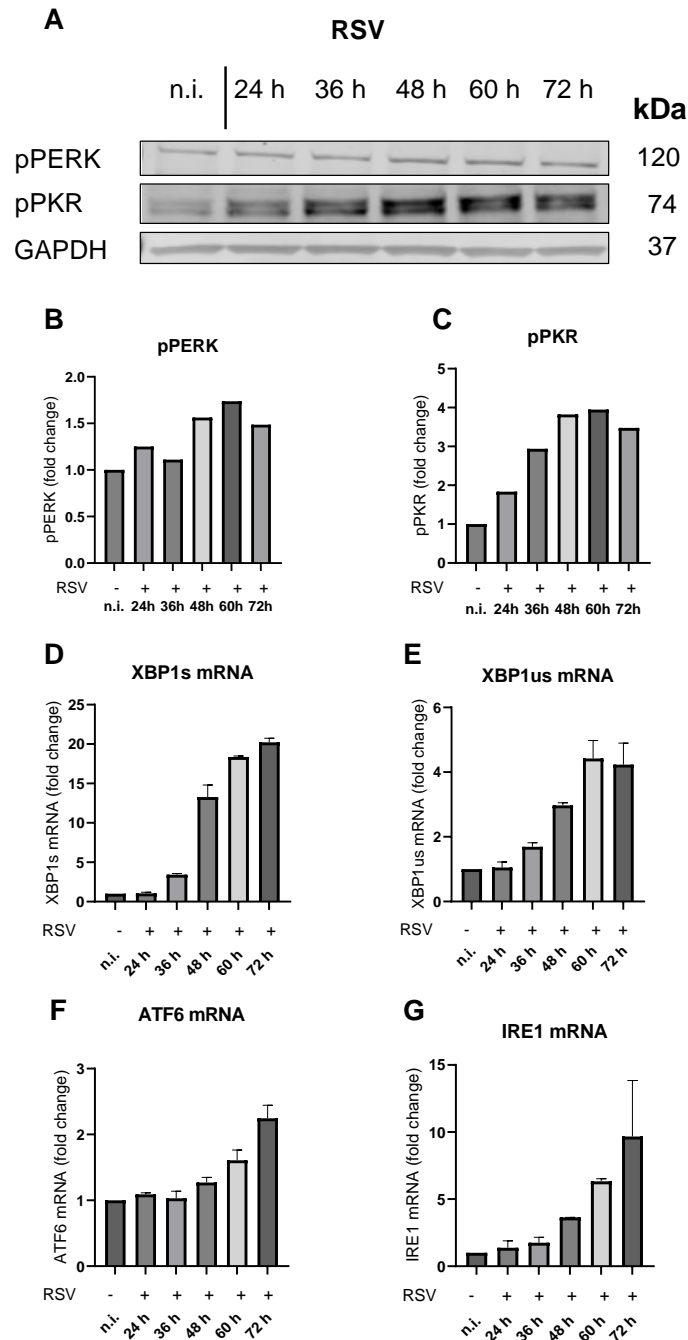 A
RSV
n.i. 24 h 36 h 48 h 60 h 72 h
kDa
pPERK 120
pPKR 74
GAPDH 37
B
pPERK
pPERK (fold change)
2.0
1.5
1.0
0.5
0.0
RSV - + + + + +
n.i. 24h 36h 48h 60h 72h
C
pPKR
pPKR (fold change)
5
4
3
2
1
0
RSV - + + + + +
n.i. 24h 36h 48h 60h 72h
D
XBP1s mRNA
XBP1s mRNA (fold change)
25
20
15
10
5
0
RSV - + + + + +
n.i. 24 h 36 h 48 h 60 h 72 h
E
XBP1us mRNA
XBP1us mRNA (fold change)
6
4
2
0
RSV - + + + + +
n.i. 24 h 36 h 48 h 60 h 72 h
F
ATF6 mRNA
ATF6 mRNA (fold change)
3
2
1
0
RSV - + + + + +
n.i. 24 h 36 h 48 h 60 h 72 h
G
IRE1 mRNA
IRE1 mRNA (fold change)
15
10
5
0
RSV - + + + + +
n.i. 24 h 36 h 48 h 60 h 72 h